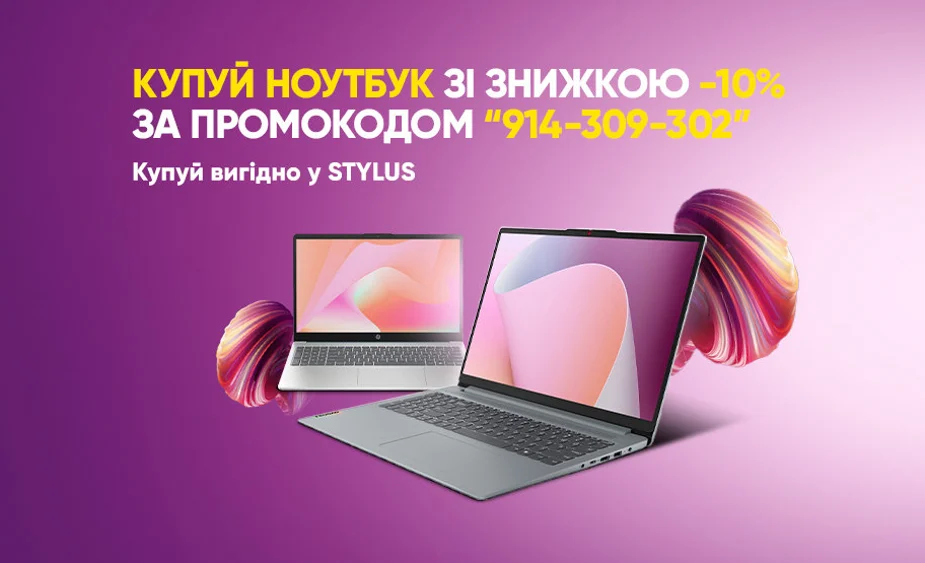 КУПУЙ НОУТБУК ЗІ ЗНИЖКОЮ -10%
ЗА ПРОМОКОДОМ “914-309-302”
Купуй вигідно у STYLUS